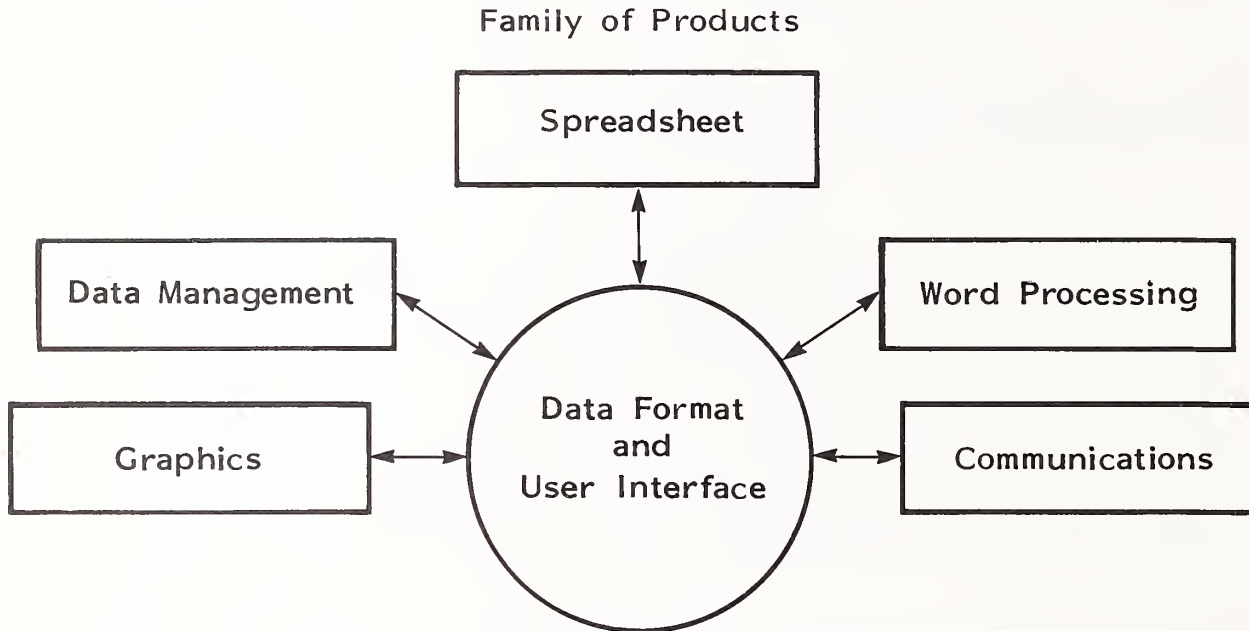 Family of Products
Spreadsheet
Data Management
Word Processing
Graphics
Data Format
and
User Interface
Communications